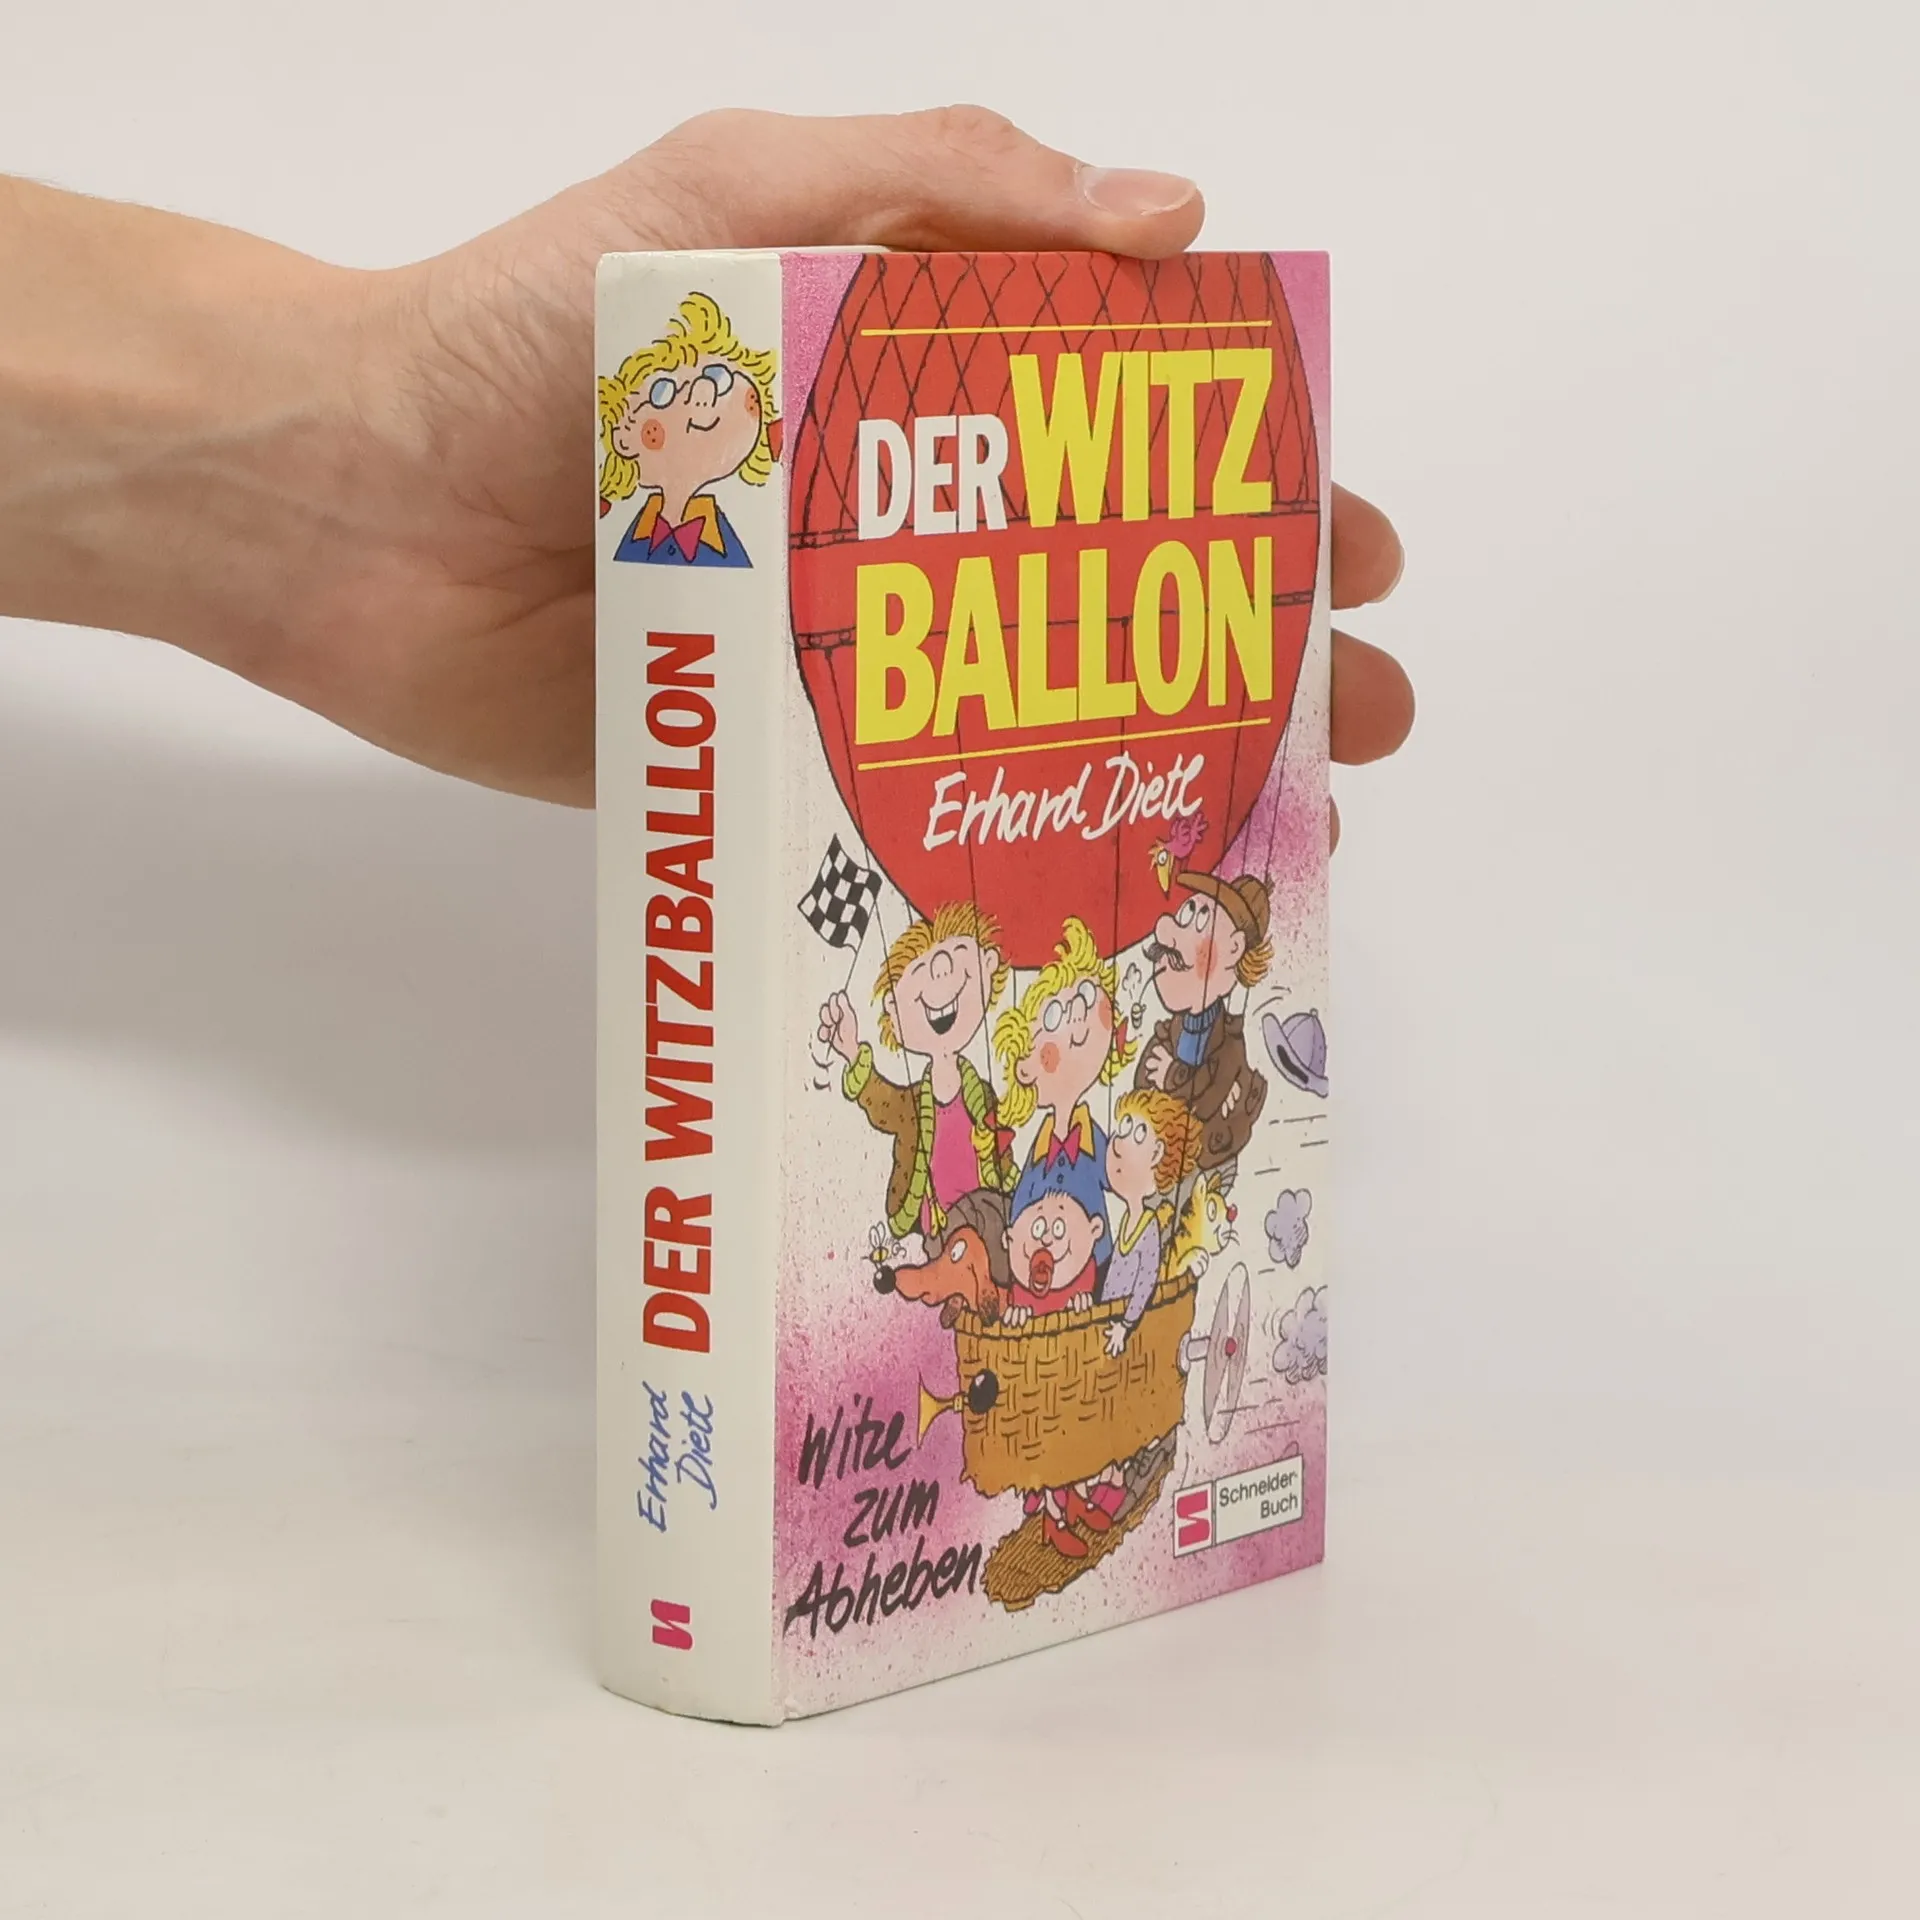 DER WITZBALLON
Erhard
Dietl
DER WITZ
BALLON
Erhard Dietl
Witze
zum
Abheben
Schneider-
Buch